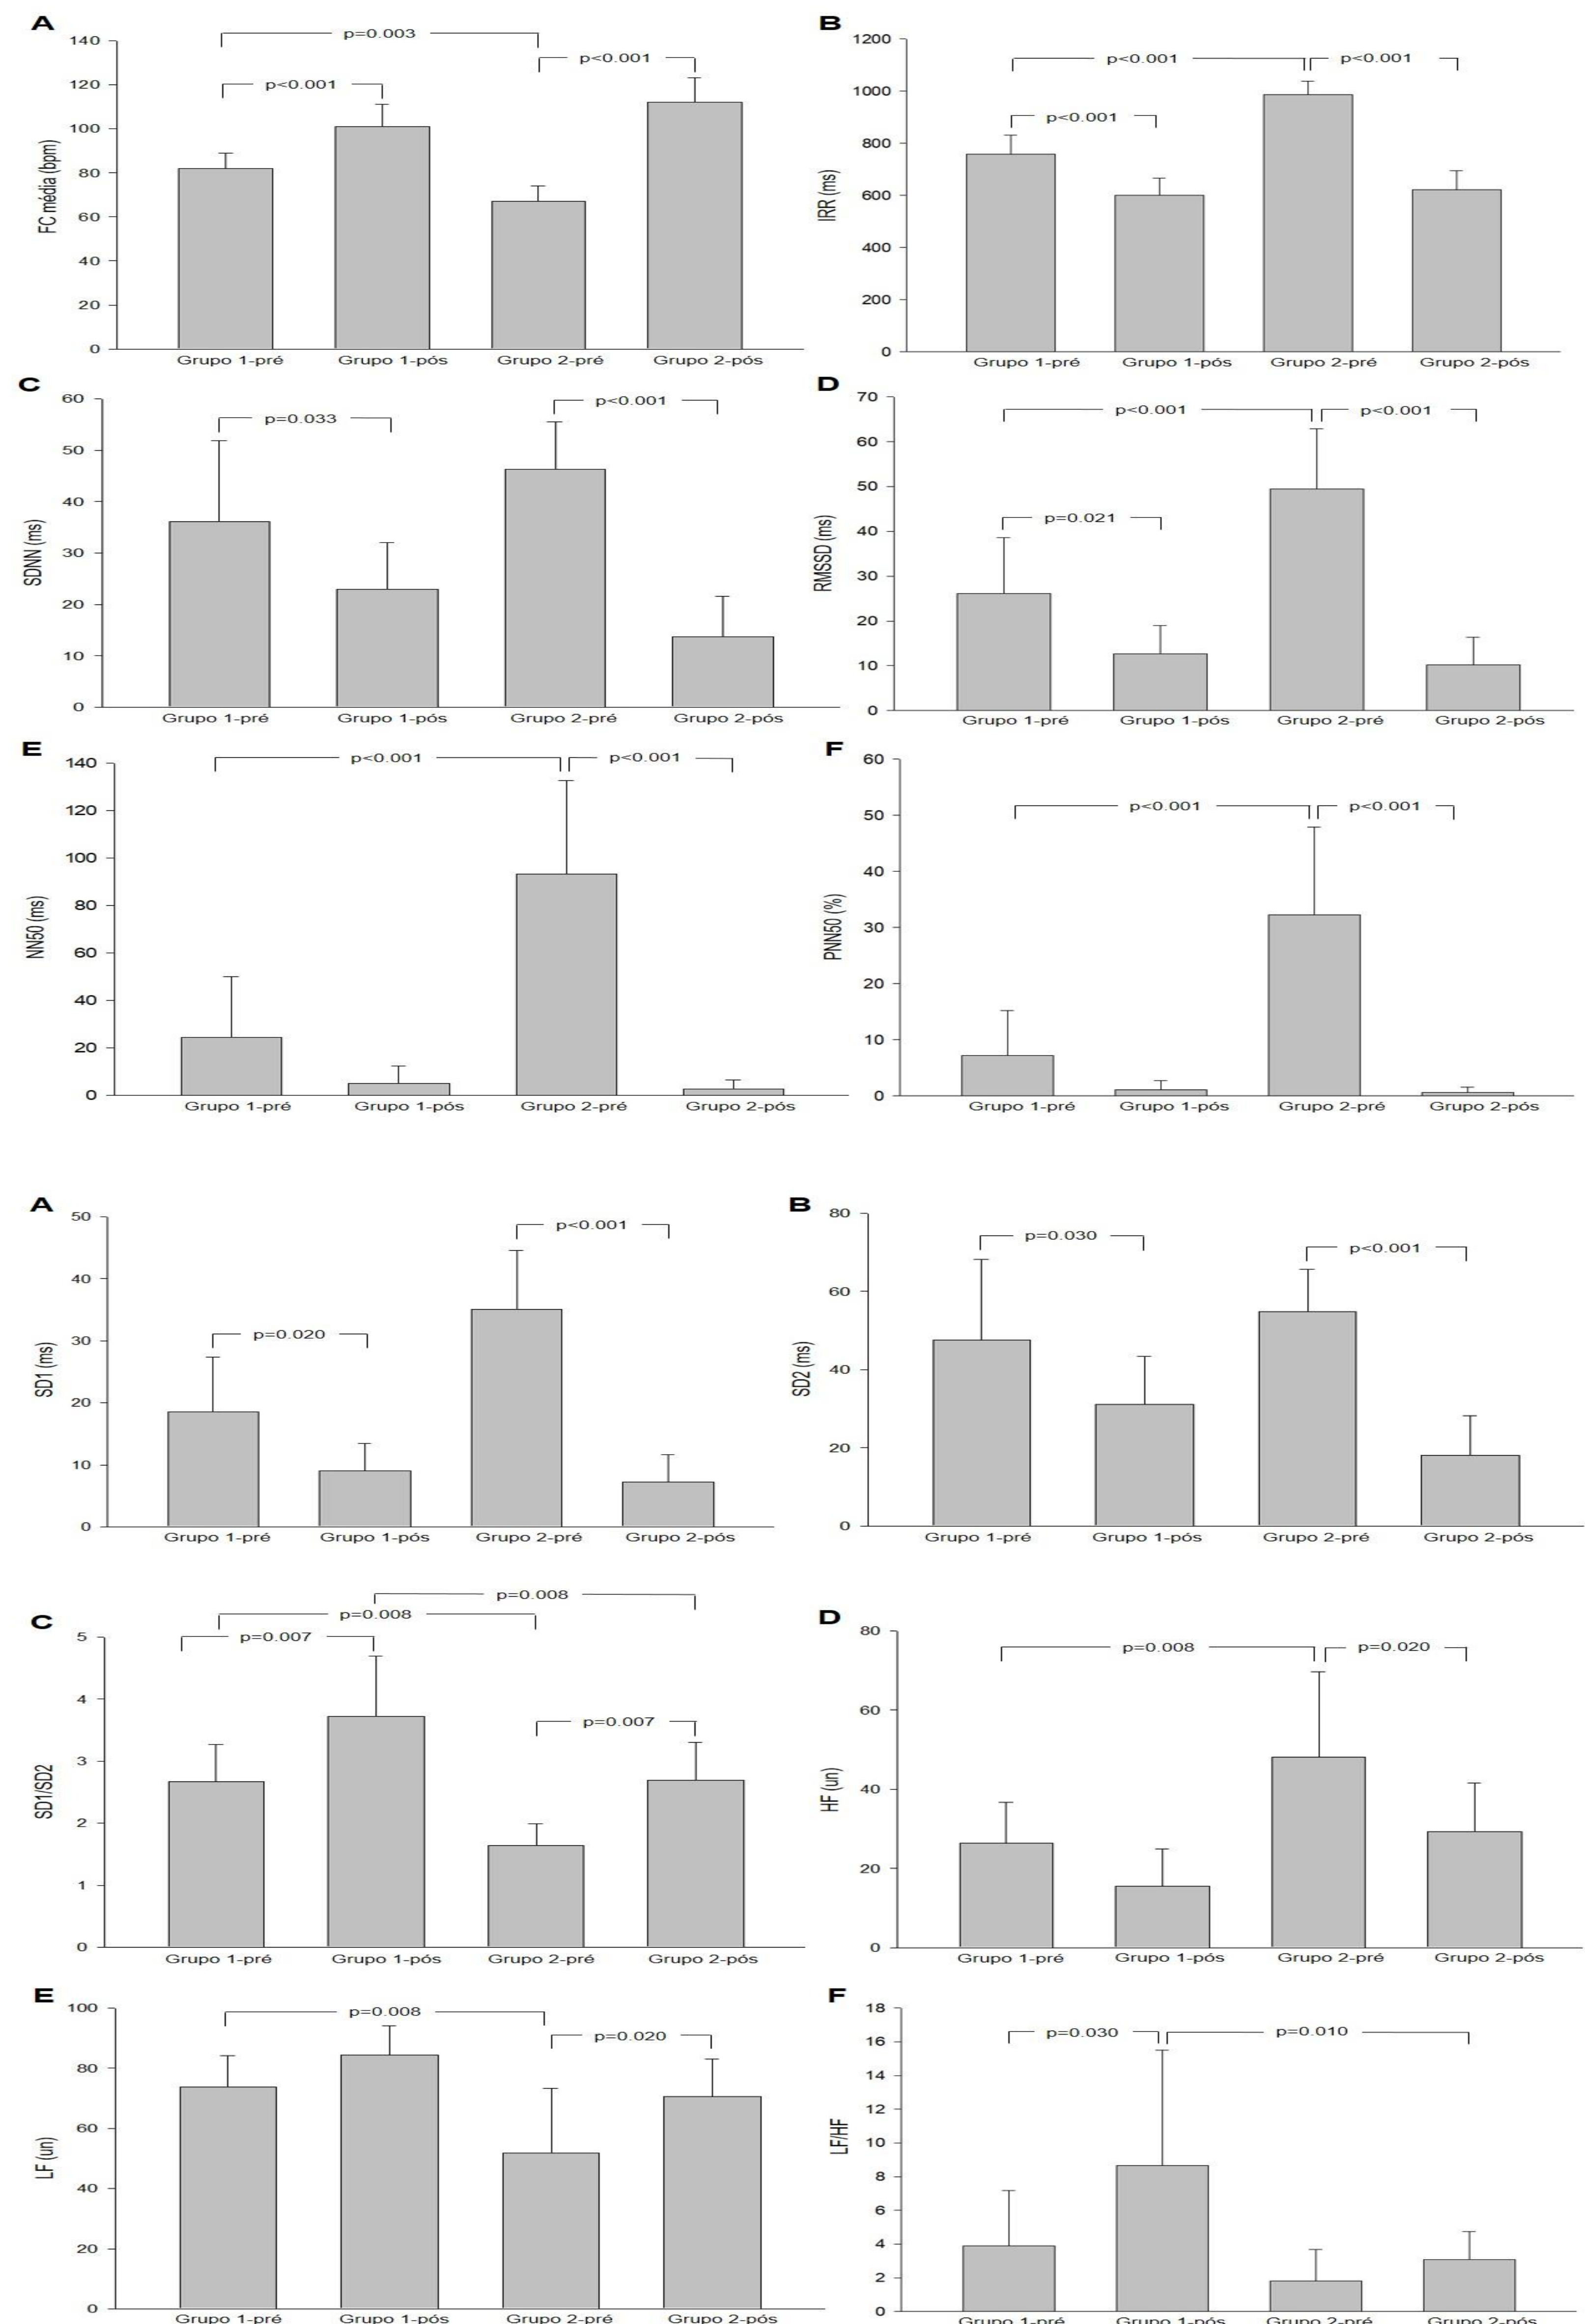 A
FC média (bpm)
140
120
100
80
60
40
20
0
p=0.003
p<0.001
p<0.001
Grupo 1-pré Grupo 1-pós Grupo 2-pré Grupo 2-pós
B
IRR (ms)
1200
1000
800
600
400
200
0
p<0.001
p<0.001
p<0.001
Grupo 1-pré Grupo 1-pós Grupo 2-pré Grupo 2-pós
C
SDNN (ms)
60
50
40
30
20
10
0
p<0.001
p=0.033
Grupo 1-pré Grupo 1-pós Grupo 2-pré Grupo 2-pós
D
RMSSD (ms)
70
60
50
40
30
20
10
0
p<0.001
p<0.001
p=0.021
Grupo 1-pré Grupo 1-pós Grupo 2-pré Grupo 2-pós
E
NN50 (ms)
140
120
100
80
60
40
20
0
p<0.001
p<0.001
Grupo 1-pré Grupo 1-pós Grupo 2-pré Grupo 2-pós
F
PNN50 (%)
60
50
40
30
20
10
0
p<0.001
p<0.001
Grupo 1-pré Grupo 1-pós Grupo 2-pré Grupo 2-pós
A
SD1 (ms)
50
40
30
20
10
0
p<0.001
p=0.020
Grupo 1-pré Grupo 1-pós Grupo 2-pré Grupo 2-pós
B
SD2 (ms)
80
60
40
20
0
p=0.030
p<0.001
Grupo 1-pré Grupo 1-pós Grupo 2-pré Grupo 2-pós
C
SD1/SD2
5
4
3
2
1
0
p=0.008
p=0.008
p=0.007
p=0.007
Grupo 1-pré Grupo 1-pós Grupo 2-pré Grupo 2-pós
D
HF (un)
80
60
40
20
0
p=0.008
p=0.020
Grupo 1-pré Grupo 1-pós Grupo 2-pré Grupo 2-pós
E
LF (un)
100
80
60
40
20
0
p=0.008
p=0.020
Grupo 1-pré Grupo 1-pós Grupo 2-pré Grupo 2-pós
F
LF/HF
18
16
14
12
10
8
6
4
2
0
p=0.030
p=0.010
Grupo 1-pré Grupo 1-pós Grupo 2-pré Grupo 2-pós